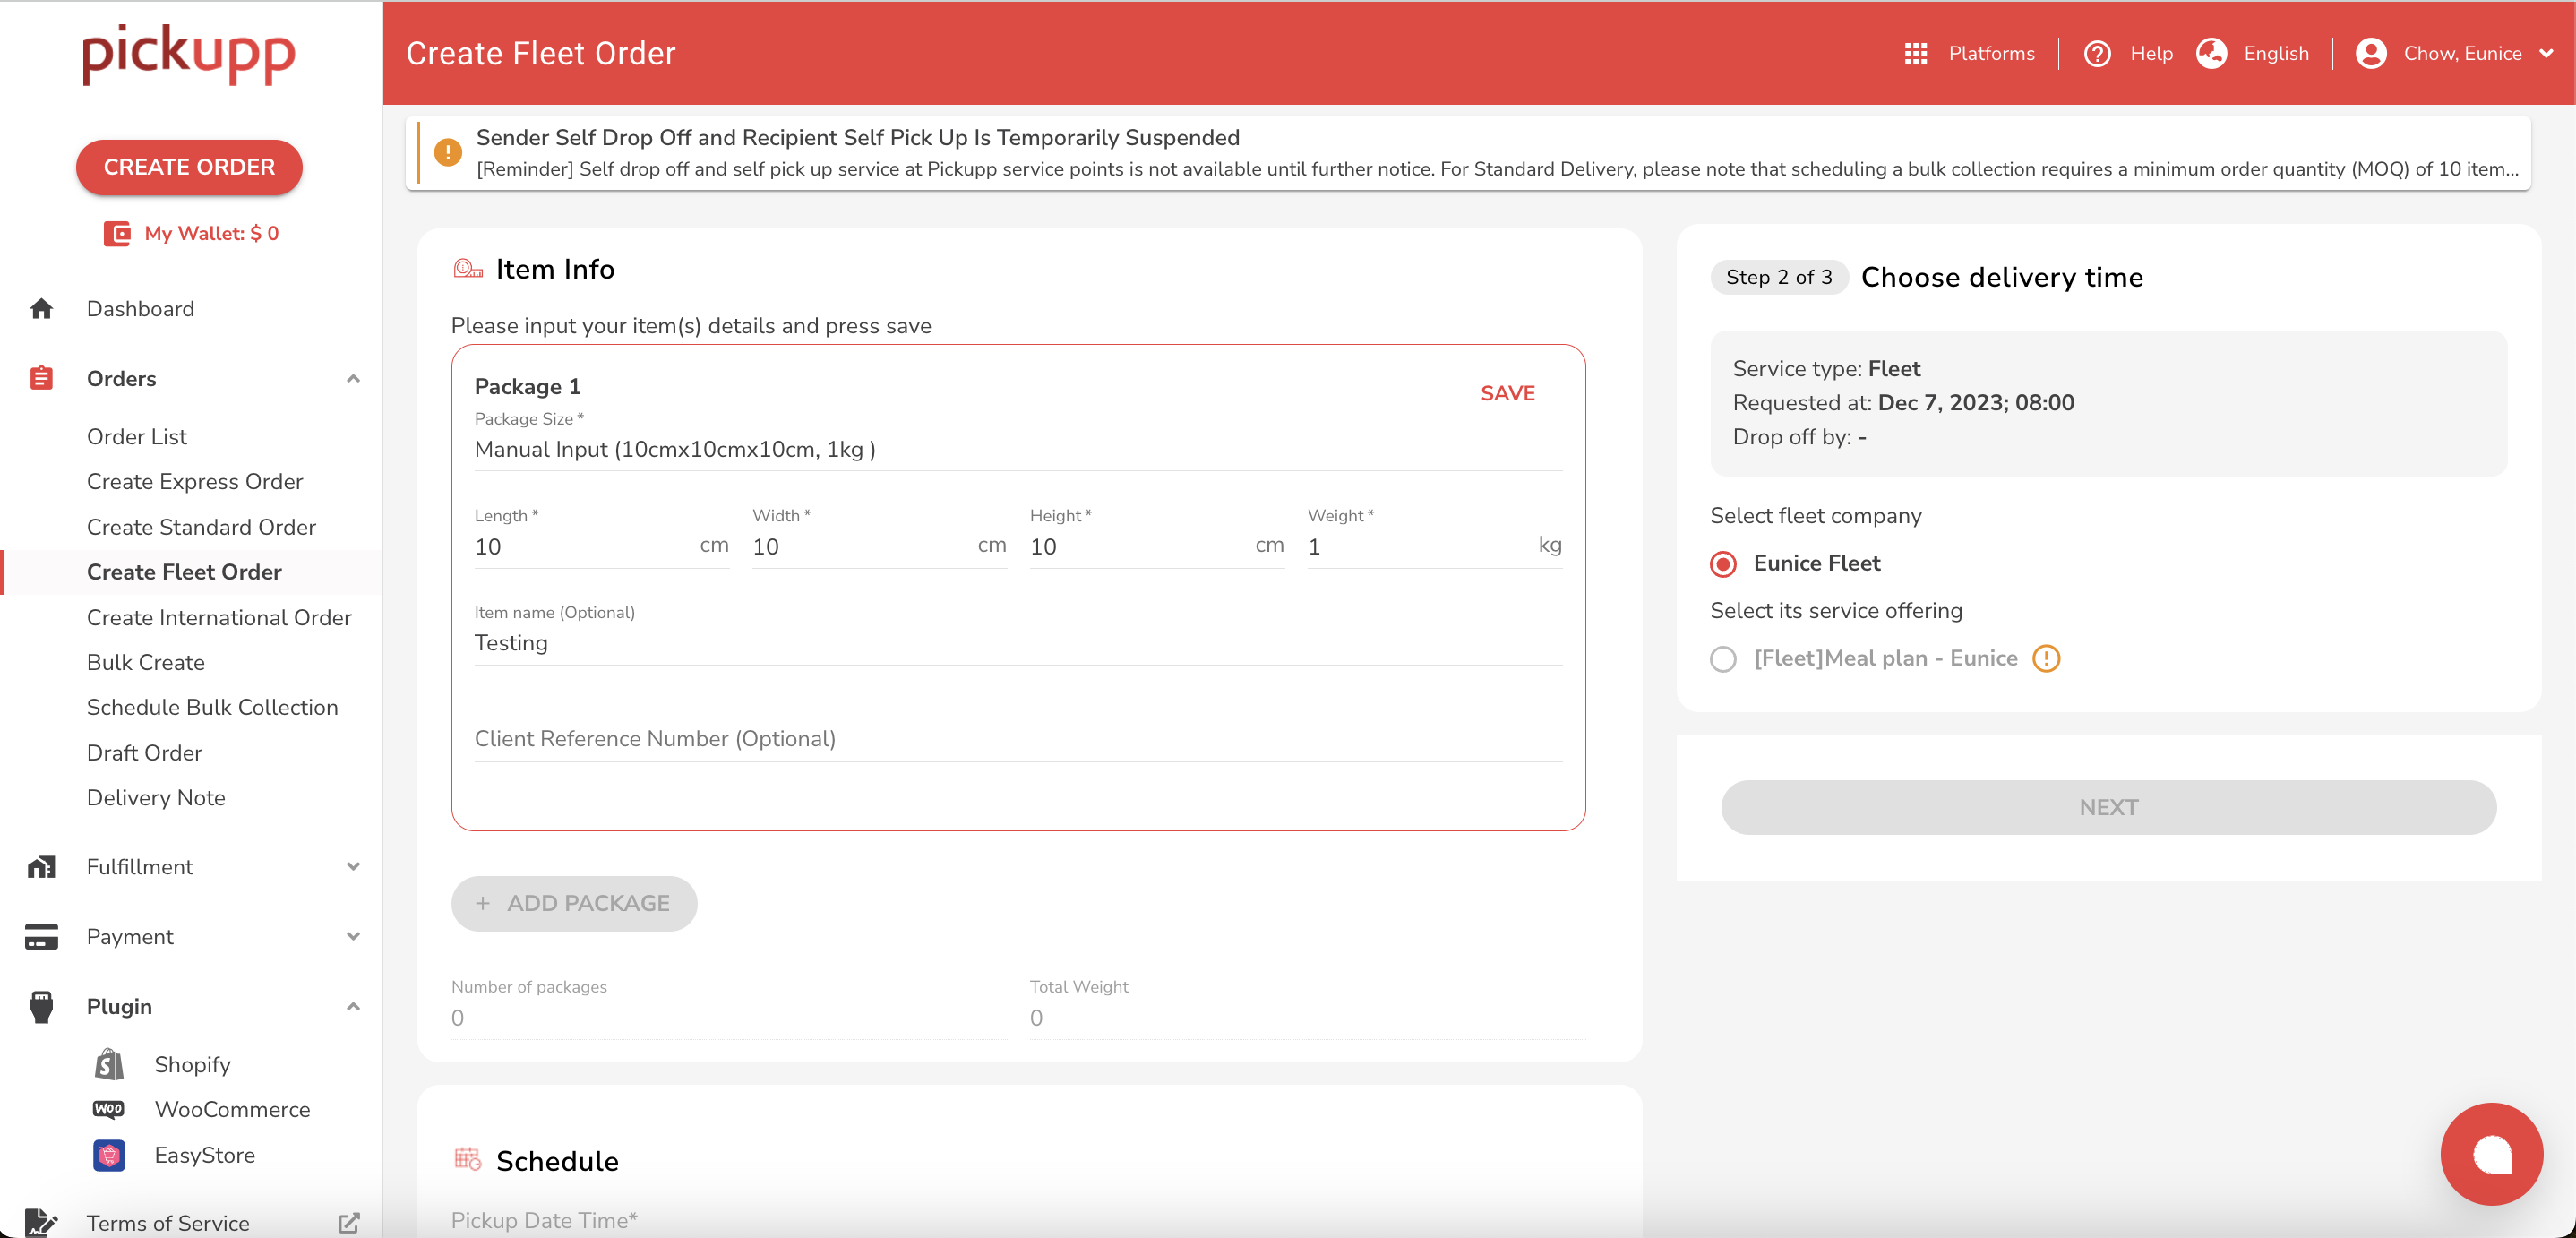 pickupp
CREATE ORDER
My Wallet: $ 0
Dashboard
Orders
Order List
Create Express Order
Create Standard Order
Create Fleet Order
Create International Order
Bulk Create
Schedule Bulk Collection
Draft Order
Delivery Note
Fulfillment
Payment
Plugin
Shopify
WOO WooCommerce
EasyStore
Terms of Service
Create Fleet Order
Platforms
Help
English
Chow, Eunice
Sender Self Drop Off and Recipient Self Pick Up Is Temporarily Suspended
[Reminder] Self drop off and self pick up service at Pickupp service points is not available until further notice. For Standard Delivery, please note that scheduling a bulk collection requires a minimum order quantity (MOQ) of 10 item...
Item Info
Please input your item(s) details and press save
Package 1
SAVE
Package Size *
Manual Input (10cmx10cmx10cm, 1kg )
Length * Width * Height * Weight *
10 cm 10 cm 10 cm 1 kg
Item name (Optional)
Testing
Client Reference Number (Optional)
+ ADD PACKAGE
Number of packages Total Weight
0 0
Schedule
Pickup Date Time*
Step 2 of 3 Choose delivery time
Service type: Fleet
Requested at: Dec 7, 2023; 08:00
Drop off by: -
Select fleet company
Eunice Fleet
Select its service offering
[Fleet]Meal plan - Eunice
NEXT